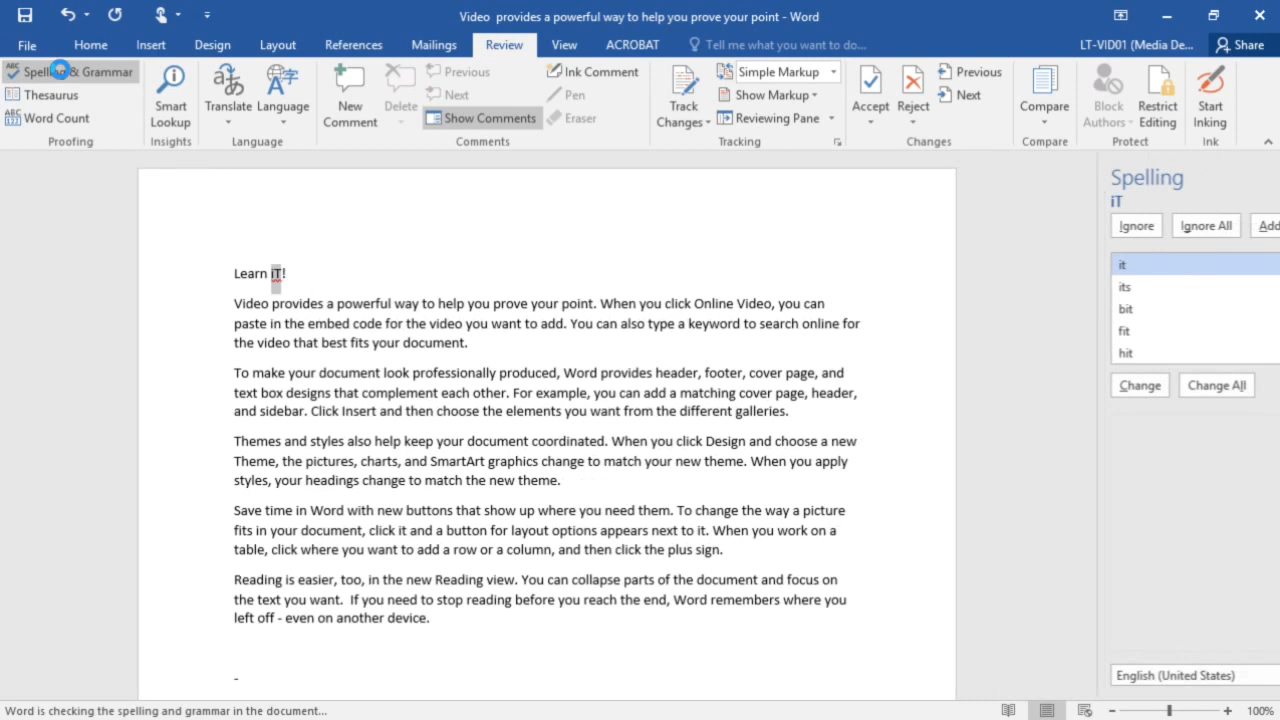 Video  provides a powerful way to help you prove your point - Word
File Home Insert Design Layout References Mailings Review View ACROBAT Tell me what you want to do... LT-VID01 (Media De... Share
ABC Spelling & Grammar
Thesaurus
ABC 123 Word Count
Proofing
Smart Lookup
Insights
Translate
Language
Language
New Comment
Delete
Previous
Next
Show Comments
Ink Comment
Pen
Eraser
Comments
Track Changes
Simple Markup
Show Markup
Reviewing Pane
Tracking
Accept
Reject
Previous
Next
Changes
Compare
Compare
Block Authors
Restrict Editing
Protect
Start Inking
Ink
Learn iT!
Video provides a powerful way to help you prove your point. When you click Online Video, you can
paste in the embed code for the video you want to add. You can also type a keyword to search online for
the video that best fits your document.
To make your document look professionally produced, Word provides header, footer, cover page, and
text box designs that complement each other. For example, you can add a matching cover page, header,
and sidebar. Click Insert and then choose the elements you want from the different galleries.
Themes and styles also help keep your document coordinated. When you click Design and choose a new
Theme, the pictures, charts, and SmartArt graphics change to match your new theme. When you apply
styles, your headings change to match the new theme.
Save time in Word with new buttons that show up where you need them. To change the way a picture
fits in your document, click it and a button for layout options appears next to it. When you work on a
table, click where you want to add a row or a column, and then click the plus sign.
Reading is easier, too, in the new Reading view. You can collapse parts of the document and focus on
the text you want.  If you need to stop reading before you reach the end, Word remembers where you
left off - even on another device.
-
Spelling
iT
Ignore Ignore All Add
it
its
bit
fit
hit
Change Change All
English (United States)
Word is checking the spelling and grammar in the document...
100%